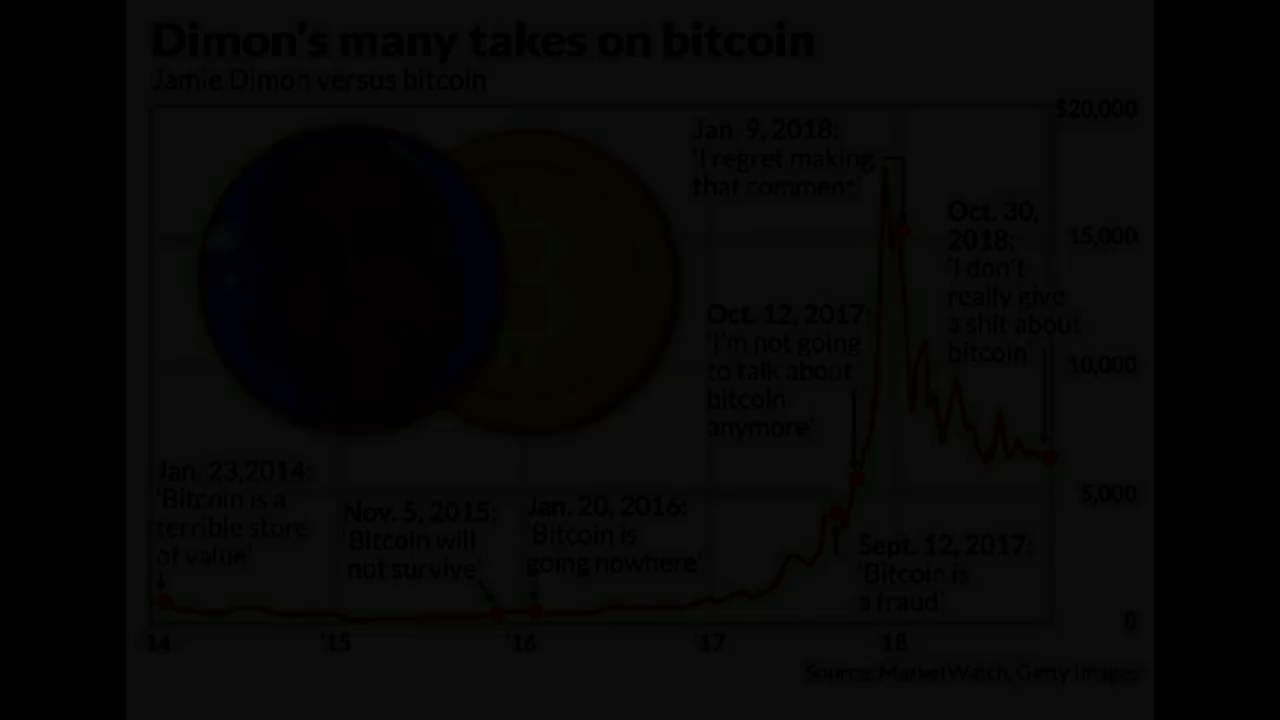 Dimon's many takes on bitcoin
Jamie Dimon versus bitcoin
$20,000
15,000
10,000
5,000
0
Jan. 23,2014:
'Bitcoin is a
terrible store
of value'
Nov. 5, 2015:
'Bitcoin will
not survive'
Jan. 20, 2016:
'Bitcoin is
going nowhere'
Sept. 12, 2017:
'Bitcoin is
a fraud'
Oct. 12, 2017:
'I'm not going
to talk about
bitcoin
anymore'
Jan. 9, 2018:
'I regret making
that comment'
Oct. 30,
2018:
'I don't
really give
a shit about
bitcoin'
'14 '15 '16 '17 '18
Source: MarketWatch, Getty Images